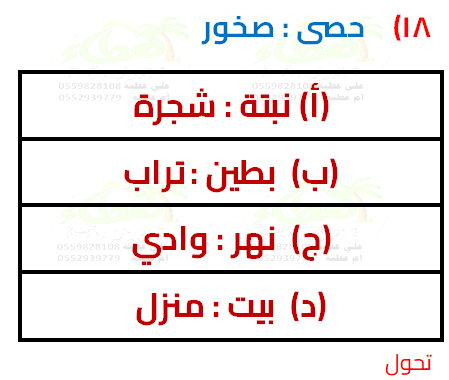 ١٨) حصى : صخور
(أ) نبتة : شجرة
(ب) بطين : تراب
(ج) نهر : وادي
(د) بيت : منزل
تحول